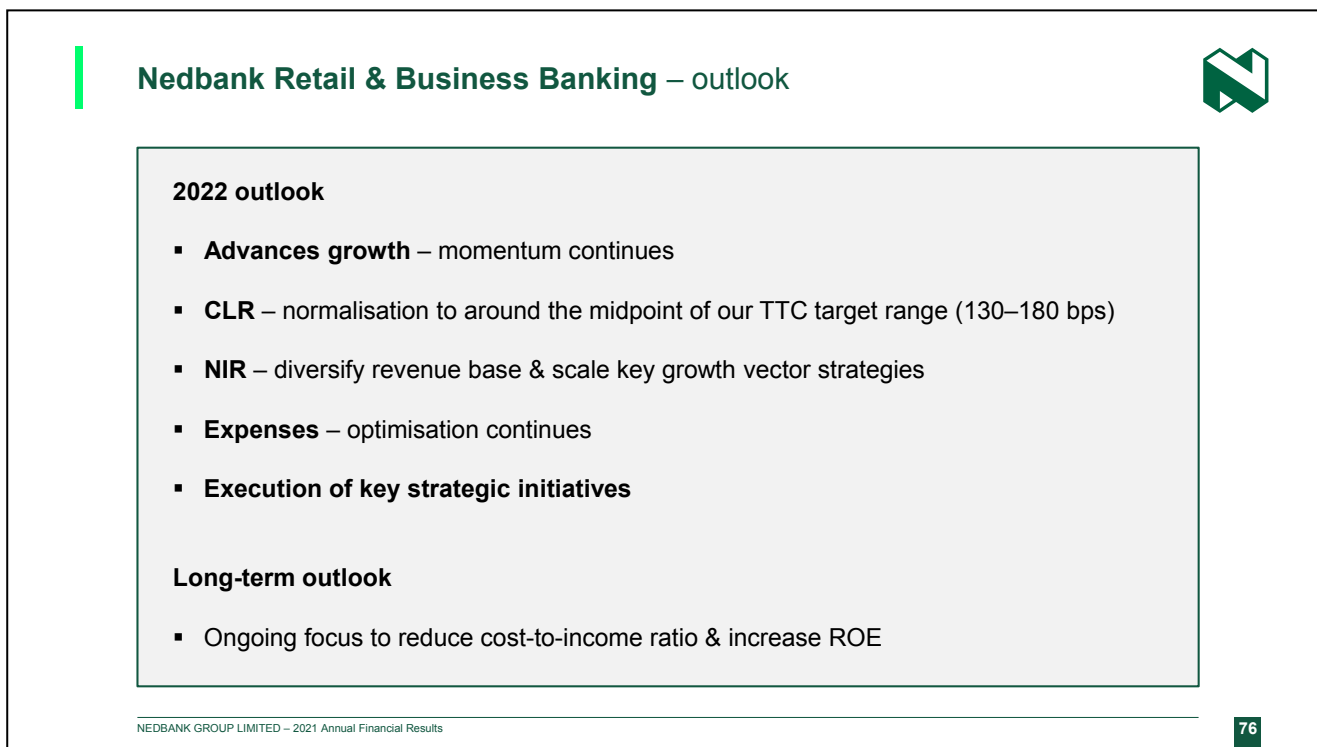 Nedbank Retail & Business Banking – outlook
2022 outlook
▪ Advances growth – momentum continues
▪ CLR – normalisation to around the midpoint of our TTC target range (130–180 bps)
▪ NIR – diversify revenue base & scale key growth vector strategies
▪ Expenses – optimisation continues
▪ Execution of key strategic initiatives
Long-term outlook
▪ Ongoing focus to reduce cost-to-income ratio & increase ROE
NEDBANK GROUP LIMITED – 2021 Annual Financial Results
76